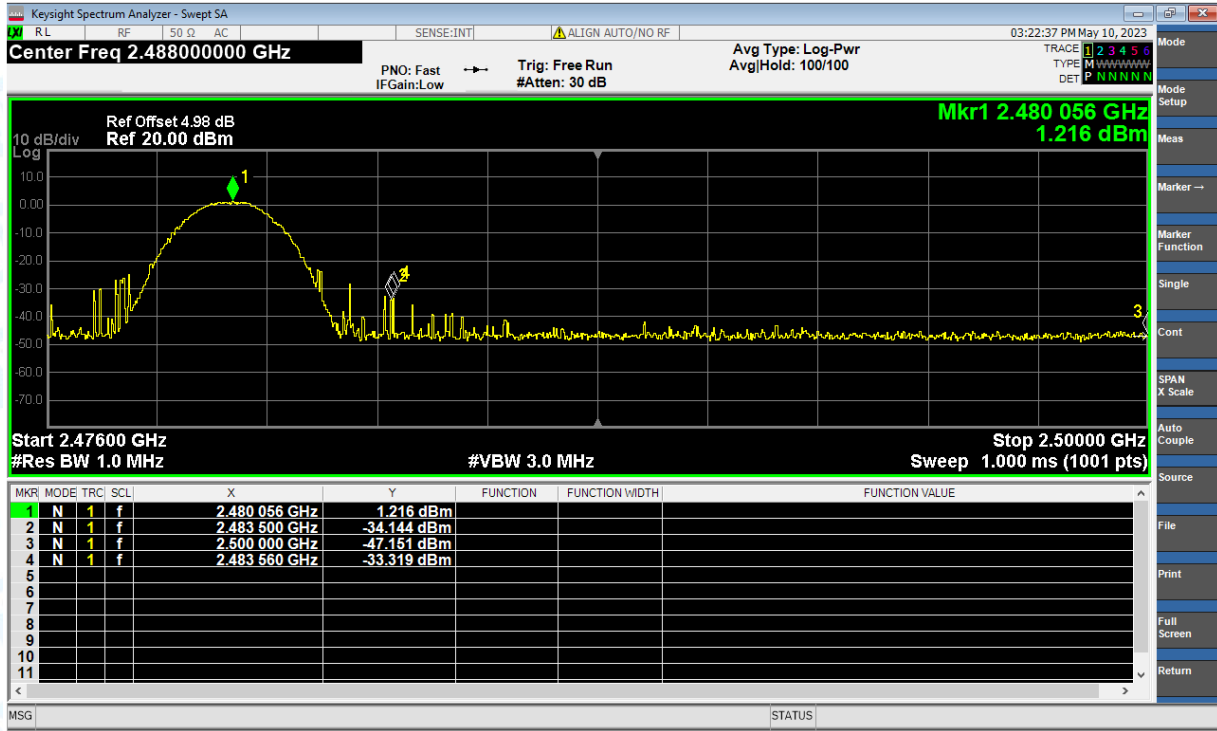 Keysight Spectrum Analyzer - Swept SA
LXI RL RF 50 Ω AC SENSE:INT ALIGN AUTO/NO RF 03:22:37 PM May 10, 2023
Center Freq 2.488000000 GHz
PNO: Fast
IFGain:Low
Trig: Free Run
#Atten: 30 dB
Avg Type: Log-Pwr
Avg|Hold: 100/100
TRACE 1 2 3 4 5 6
TYPE M WWWWW
DET P N N N N N
Mkr1 2.480 056 GHz
1.216 dBm
Ref Offset 4.98 dB
10 dB/div Ref 20.00 dBm
Log
10.0
0.00
-10.0
-20.0
-30.0
-40.0
-50.0
-60.0
-70.0
1
4
3
Start 2.47600 GHz Stop 2.50000 GHz
#Res BW 1.0 MHz #VBW 3.0 MHz Sweep 1.000 ms (1001 pts)
MKR MODE TRC SCL X Y FUNCTION FUNCTION WIDTH FUNCTION VALUE
1 N 1 f 2.480 056 GHz 1.216 dBm
2 N 1 f 2.483 500 GHz -34.144 dBm
3 N 1 f 2.500 000 GHz -47.151 dBm
4 N 1 f 2.483 560 GHz -33.319 dBm
5
6
7
8
9
10
11
MSG STATUS
Mode
Mode
Setup
Meas
Marker→
Marker
Function
Single
Cont
SPAN
X Scale
Auto
Couple
Source
File
Print
Full
Screen
Return